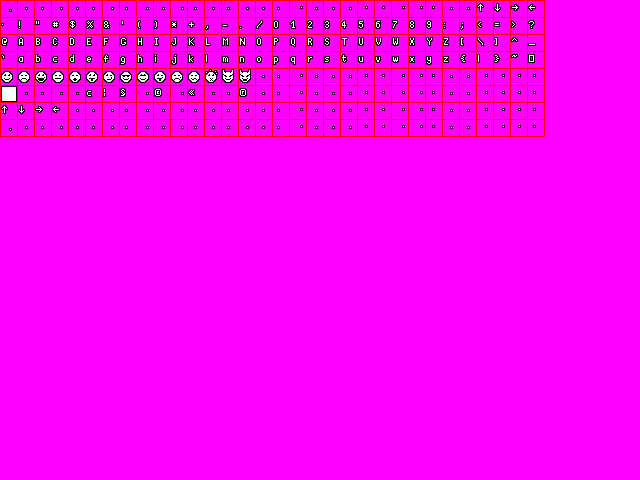 ↑ ↓ → ←
! " # $ % & ' ( ) * + , - . / 0 1 2 3 4 5 6 7 8 9 : ; < = > ?
@ A B C D E F G H I J K L M N O P Q R S T U V W X Y Z [ \ ] ^ _
` a b c d e f g h i j k l m n o p q r s t u v w x y z { | } ~
c ! §
↑ ↓ → ←